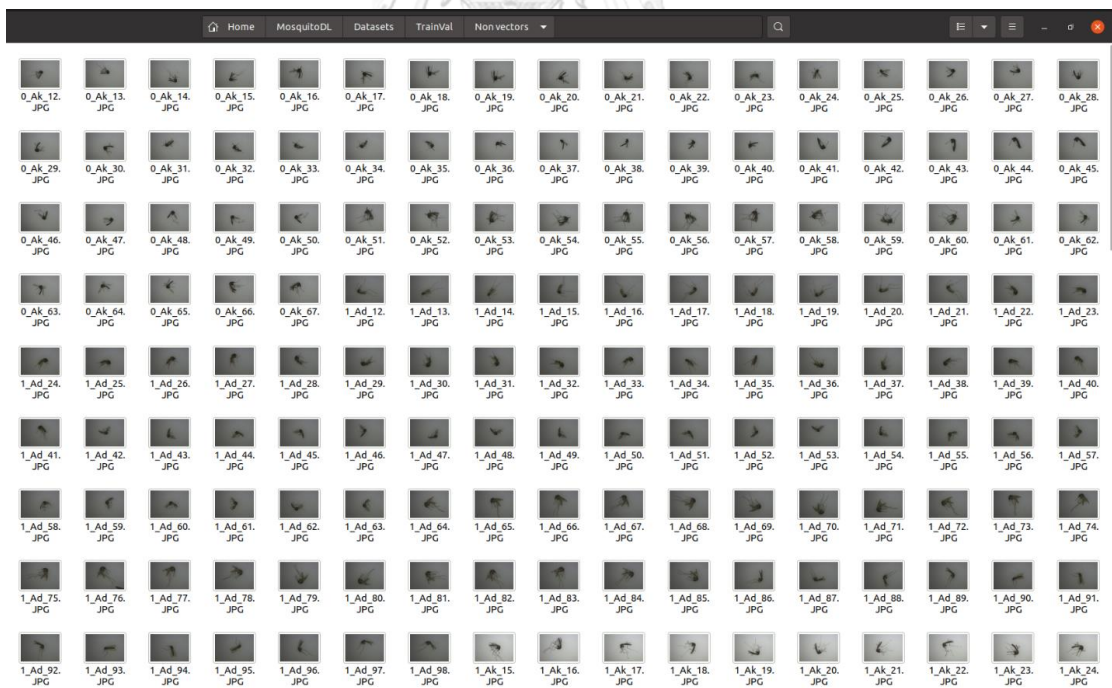 Home MosquitoDL Datasets TrainVal Non vectors
0_Ak_12. 0_Ak_13. 0_Ak_14. 0_Ak_15. 0_Ak_16. 0_Ak_17. 0_Ak_18. 0_Ak_19. 0_Ak_20. 0_Ak_21. 0_Ak_22. 0_Ak_23. 0_Ak_24. 0_Ak_25. 0_Ak_26. 0_Ak_27. 0_Ak_28.
JPG JPG JPG JPG JPG JPG JPG JPG JPG JPG JPG JPG JPG JPG JPG JPG JPG
0_Ak_29. 0_Ak_30. 0_Ak_31. 0_Ak_32. 0_Ak_33. 0_Ak_34. 0_Ak_35. 0_Ak_36. 0_Ak_37. 0_Ak_38. 0_Ak_39. 0_Ak_40. 0_Ak_41. 0_Ak_42. 0_Ak_43. 0_Ak_44. 0_Ak_45.
JPG JPG JPG JPG JPG JPG JPG JPG JPG JPG JPG JPG JPG JPG JPG JPG JPG
0_Ak_46. 0_Ak_47. 0_Ak_48. 0_Ak_49. 0_Ak_50. 0_Ak_51. 0_Ak_52. 0_Ak_53. 0_Ak_54. 0_Ak_55. 0_Ak_56. 0_Ak_57. 0_Ak_58. 0_Ak_59. 0_Ak_60. 0_Ak_61. 0_Ak_62.
JPG JPG JPG JPG JPG JPG JPG JPG JPG JPG JPG JPG JPG JPG JPG JPG JPG
0_Ak_63. 0_Ak_64. 0_Ak_65. 0_Ak_66. 0_Ak_67. 1_Ad_12. 1_Ad_13. 1_Ad_14. 1_Ad_15. 1_Ad_16. 1_Ad_17. 1_Ad_18. 1_Ad_19. 1_Ad_20. 1_Ad_21. 1_Ad_22. 1_Ad_23.
JPG JPG JPG JPG JPG JPG JPG JPG JPG JPG JPG JPG JPG JPG JPG JPG JPG
1_Ad_24. 1_Ad_25. 1_Ad_26. 1_Ad_27. 1_Ad_28. 1_Ad_29. 1_Ad_30. 1_Ad_31. 1_Ad_32. 1_Ad_33. 1_Ad_34. 1_Ad_35. 1_Ad_36. 1_Ad_37. 1_Ad_38. 1_Ad_39. 1_Ad_40.
JPG JPG JPG JPG JPG JPG JPG JPG JPG JPG JPG JPG JPG JPG JPG JPG JPG
1_Ad_41. 1_Ad_42. 1_Ad_43. 1_Ad_44. 1_Ad_45. 1_Ad_46. 1_Ad_47. 1_Ad_48. 1_Ad_49. 1_Ad_50. 1_Ad_51. 1_Ad_52. 1_Ad_53. 1_Ad_54. 1_Ad_55. 1_Ad_56. 1_Ad_57.
JPG JPG JPG JPG JPG JPG JPG JPG JPG JPG JPG JPG JPG JPG JPG JPG JPG
1_Ad_58. 1_Ad_59. 1_Ad_60. 1_Ad_61. 1_Ad_62. 1_Ad_63. 1_Ad_64. 1_Ad_65. 1_Ad_66. 1_Ad_67. 1_Ad_68. 1_Ad_69. 1_Ad_70. 1_Ad_71. 1_Ad_72. 1_Ad_73. 1_Ad_74.
JPG JPG JPG JPG JPG JPG JPG JPG JPG JPG JPG JPG JPG JPG JPG JPG JPG
1_Ad_75. 1_Ad_76. 1_Ad_77. 1_Ad_78. 1_Ad_79. 1_Ad_80. 1_Ad_81. 1_Ad_82. 1_Ad_83. 1_Ad_84. 1_Ad_85. 1_Ad_86. 1_Ad_87. 1_Ad_88. 1_Ad_89. 1_Ad_90. 1_Ad_91.
JPG JPG JPG JPG JPG JPG JPG JPG JPG JPG JPG JPG JPG JPG JPG JPG JPG
1_Ad_92. 1_Ad_93. 1_Ad_94. 1_Ad_95. 1_Ad_96. 1_Ad_97. 1_Ad_98. 1_Ak_15. 1_Ak_16. 1_Ak_17. 1_Ak_18. 1_Ak_19. 1_Ak_20. 1_Ak_21. 1_Ak_22. 1_Ak_23. 1_Ak_24.
JPG JPG JPG JPG JPG JPG JPG JPG JPG JPG JPG JPG JPG JPG JPG JPG JPG